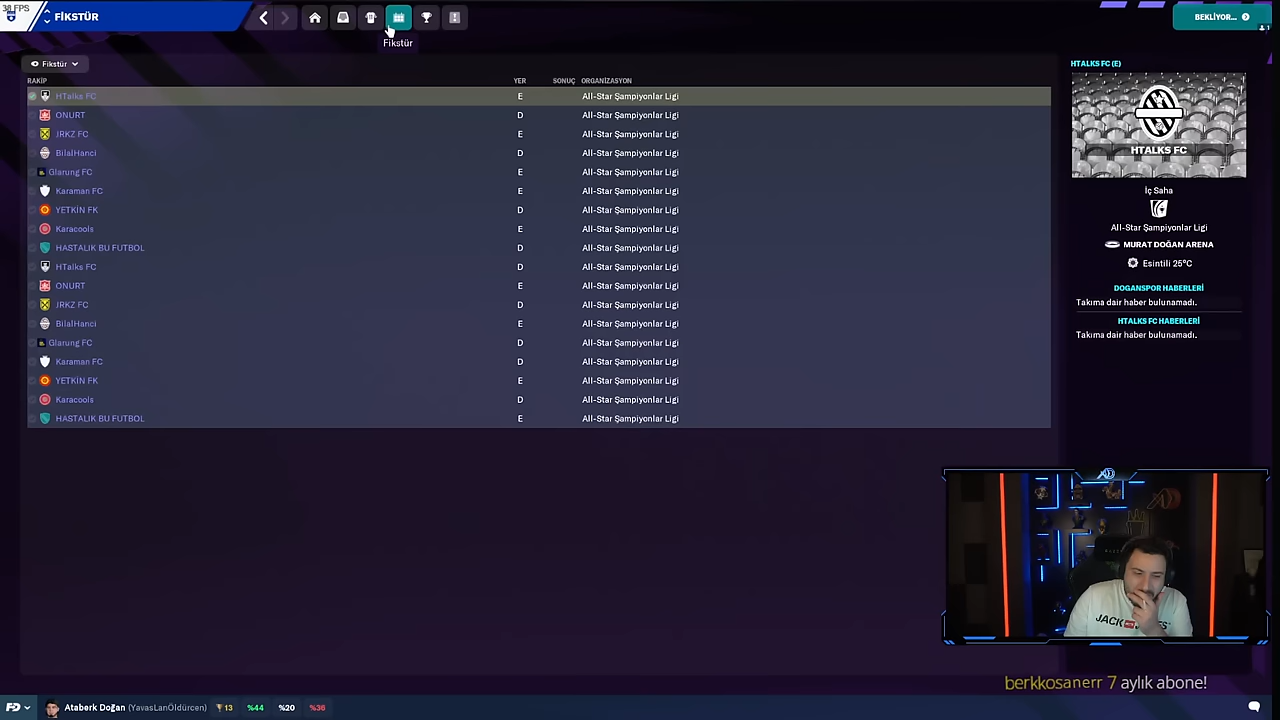 38 FPS
FİKSTÜR
BEKLİYOR...
1
Fikstür
Fikstür
RAKİP YER SONUÇ ORGANİZASYON
HTalks FC E All-Star Şampiyonlar Ligi
ONURT D All-Star Şampiyonlar Ligi
JRKZ FC E All-Star Şampiyonlar Ligi
BilalHanci D All-Star Şampiyonlar Ligi
Glarung FC E All-Star Şampiyonlar Ligi
Karaman FC E All-Star Şampiyonlar Ligi
YETKİN FK D All-Star Şampiyonlar Ligi
Karacools E All-Star Şampiyonlar Ligi
HASTALIK BU FUTBOL D All-Star Şampiyonlar Ligi
HTalks FC D All-Star Şampiyonlar Ligi
ONURT E All-Star Şampiyonlar Ligi
JRKZ FC D All-Star Şampiyonlar Ligi
BilalHanci E All-Star Şampiyonlar Ligi
Glarung FC D All-Star Şampiyonlar Ligi
Karaman FC D All-Star Şampiyonlar Ligi
YETKİN FK E All-Star Şampiyonlar Ligi
Karacools D All-Star Şampiyonlar Ligi
HASTALIK BU FUTBOL E All-Star Şampiyonlar Ligi
HTALKS FC (E)
HTALKS FC
İç Saha
All-Star Şampiyonlar Ligi
MURAT DOĞAN ARENA
Esintili 25°C
DOGANSPOR HABERLERİ
Takıma dair haber bulunamadı.
HTALKS FC HABERLERİ
Takıma dair haber bulunamadı.
berkkosanerr 7 aylık abone!
FD Ataberk Doğan (YavasLanÖldürcen) 13 %44 %20 %36